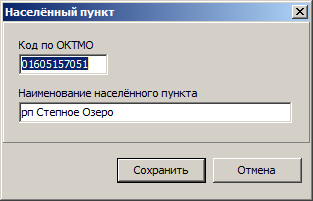 Населённый пункт
Код по ОКТМО
01605157051
Наименование населённого пункта
рп Степное Озеро
Сохранить
Отмена